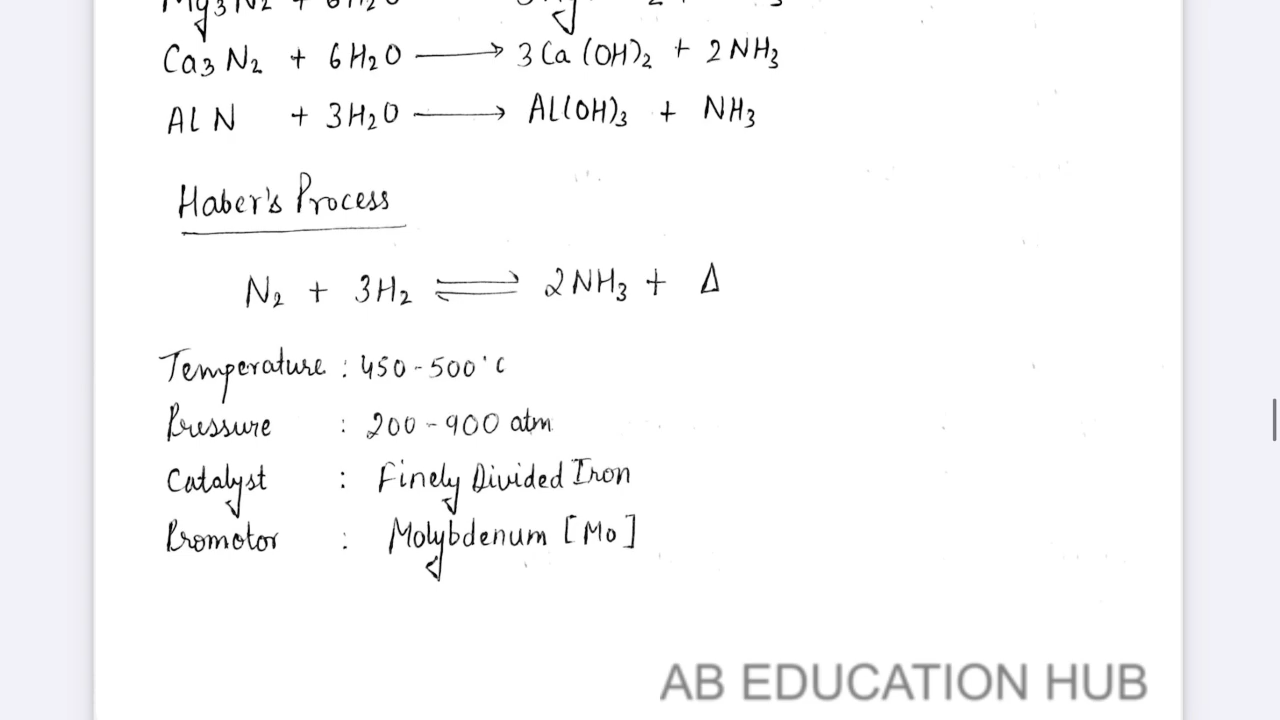 Ca3 N2 + 6H2O ⟶ 3Ca(OH)2 + 2NH3
AlN + 3H2O ⟶ Al(OH)3 + NH3
Haber's Process
N2 + 3H2 ⇌ 2NH3 + Δ
Temperature : 450-500°C
Pressure : 200-900 atm
Catalyst : Finely Divided Iron
Promotor : Molybdenum [Mo]
AB EDUCATION HUB